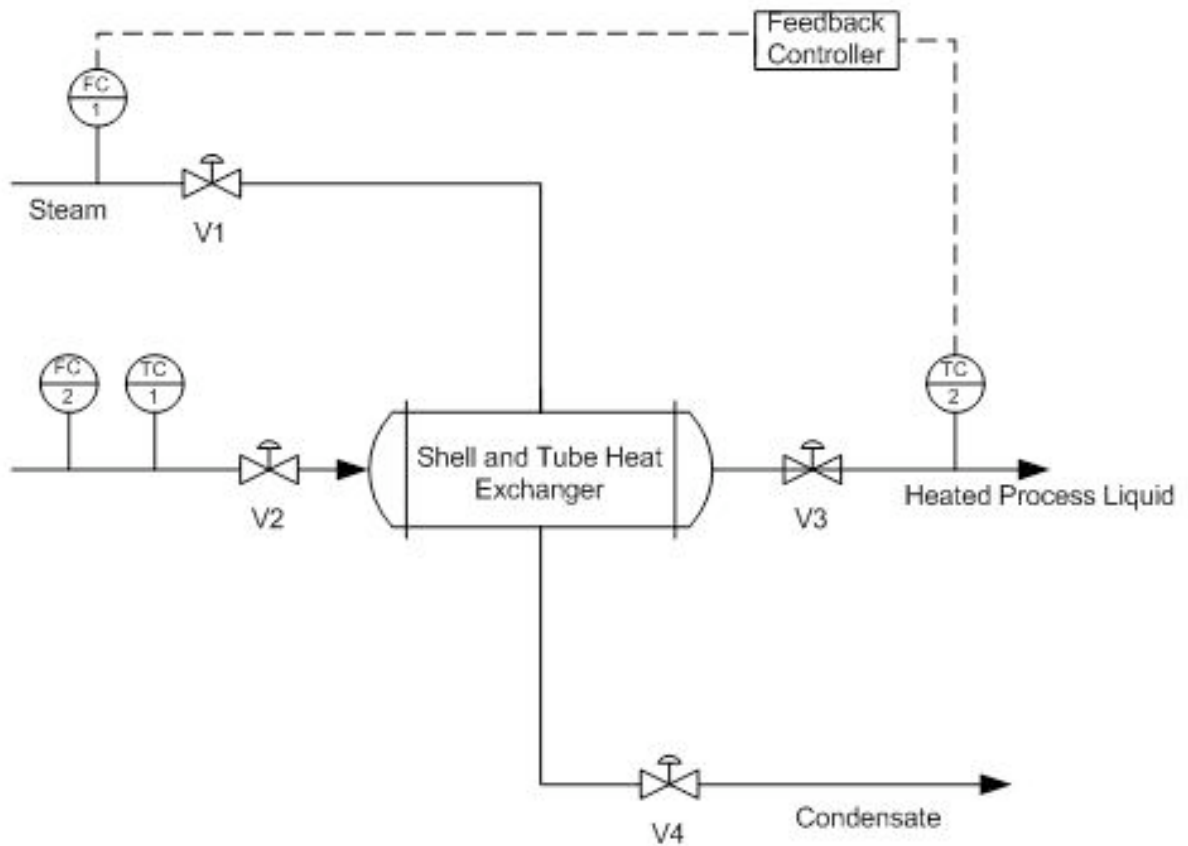 Feedback
Controller
FC
1
Steam
V1
FC
2
TC
1
TC
2
Shell and Tube Heat
Exchanger
V2
V3
Heated Process Liquid
Condensate
V4